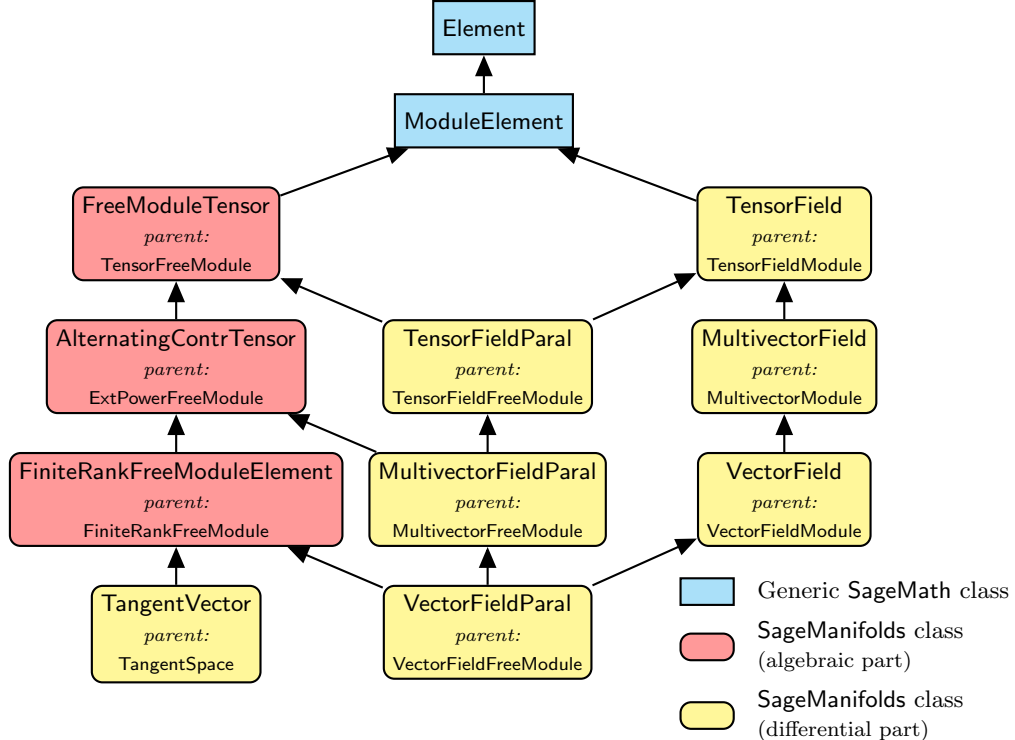 Element
ModuleElement
FreeModuleTensor
parent:
TensorFreeModule
TensorField
parent:
TensorFieldModule
AlternatingContrTensor
parent:
ExtPowerFreeModule
TensorFieldParal
parent:
TensorFieldFreeModule
MultivectorField
parent:
MultivectorModule
FiniteRankFreeModuleElement
parent:
FiniteRankFreeModule
MultivectorFieldParal
parent:
MultivectorFreeModule
VectorField
parent:
VectorFieldModule
TangentVector
parent:
TangentSpace
VectorFieldParal
parent:
VectorFieldFreeModule
Generic SageMath class
SageManifolds class
(algebraic part)
SageManifolds class
(differential part)